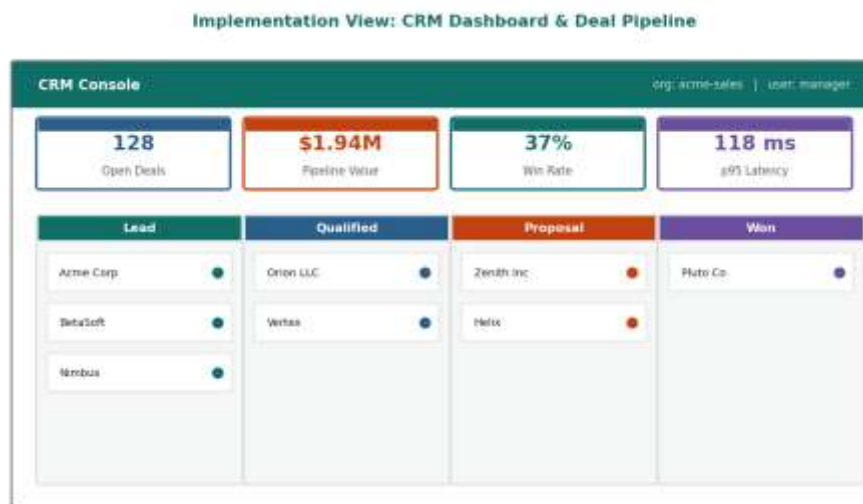 Implementation View: CRM Dashboard & Deal Pipeline
CRM Console
org: acme-sales | user: manager
128
Open Deals
$1.94M
Pipeline Value
37%
Win Rate
118 ms
p95 Latency
Lead
Qualified
Proposal
Won
Acme Corp
Orion LLC
Zenith Inc
Pluto Co
BetaSoft
Vertex
Helix
Nimbus